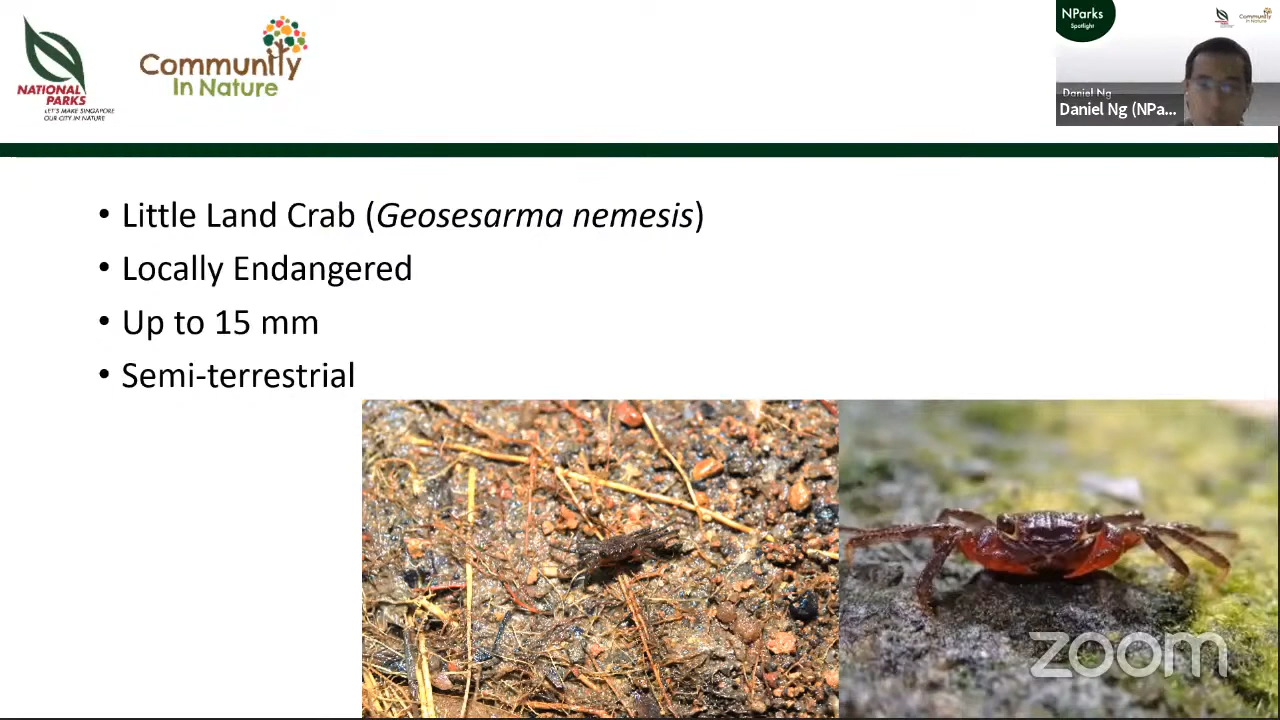 NATIONAL
PARKS
LET'S MAKE SINGAPORE
OUR CITY IN NATURE
Community
In Nature
NParks
Spotlight
Daniel Ng
Daniel Ng (NPa...
• Little Land Crab (Geosesarma nemesis)
• Locally Endangered
• Up to 15 mm
• Semi-terrestrial
zoom